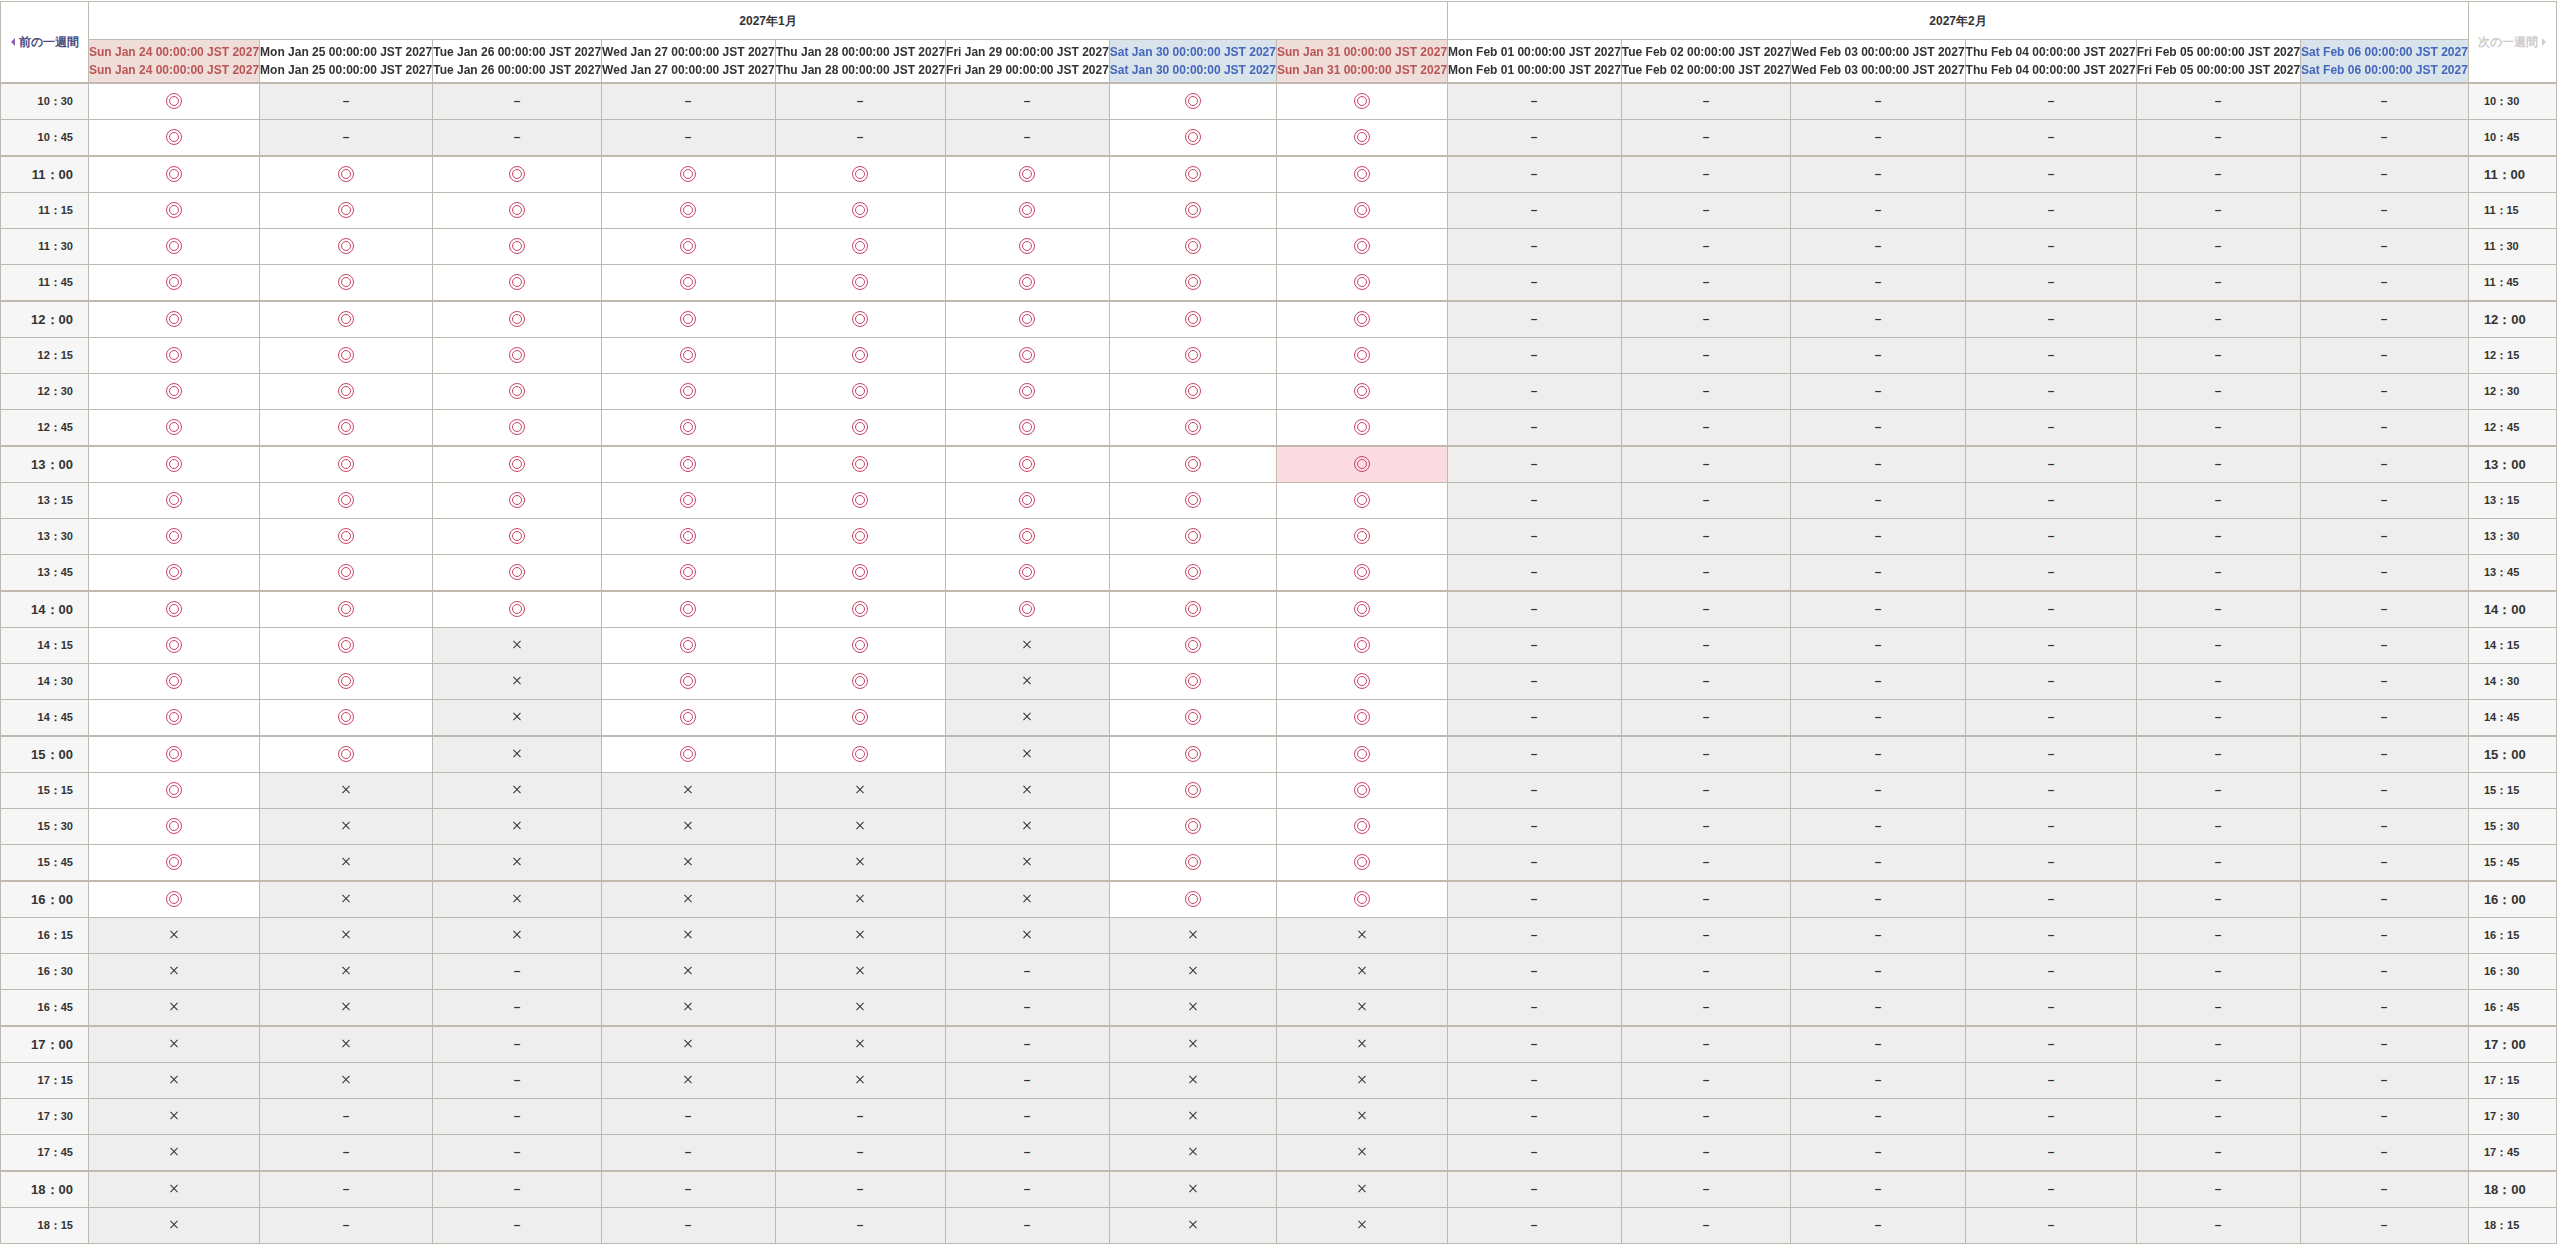 前の一週間 2027年1月 2027年2月 次の一週間
Sun Jan 24 00:00:00 JST 2027 Mon Jan 25 00:00:00 JST 2027 Tue Jan 26 00:00:00 JST 2027 Wed Jan 27 00:00:00 JST 2027 Thu Jan 28 00:00:00 JST 2027 Fri Jan 29 00:00:00 JST 2027 Sat Jan 30 00:00:00 JST 2027 Sun Jan 31 00:00:00 JST 2027 Mon Feb 01 00:00:00 JST 2027 Tue Feb 02 00:00:00 JST 2027 Wed Feb 03 00:00:00 JST 2027 Thu Feb 04 00:00:00 JST 2027 Fri Feb 05 00:00:00 JST 2027 Sat Feb 06 00:00:00 JST 2027
Sun Jan 24 00:00:00 JST 2027 Mon Jan 25 00:00:00 JST 2027 Tue Jan 26 00:00:00 JST 2027 Wed Jan 27 00:00:00 JST 2027 Thu Jan 28 00:00:00 JST 2027 Fri Jan 29 00:00:00 JST 2027 Sat Jan 30 00:00:00 JST 2027 Sun Jan 31 00:00:00 JST 2027 Mon Feb 01 00:00:00 JST 2027 Tue Feb 02 00:00:00 JST 2027 Wed Feb 03 00:00:00 JST 2027 Thu Feb 04 00:00:00 JST 2027 Fri Feb 05 00:00:00 JST 2027 Sat Feb 06 00:00:00 JST 2027
10：30 ◎ － － － － － ◎ ◎ － － － － － － 10：30
10：45 ◎ － － － － － ◎ ◎ － － － － － － 10：45
11：00 ◎ ◎ ◎ ◎ ◎ ◎ ◎ ◎ － － － － － － 11：00
11：15 ◎ ◎ ◎ ◎ ◎ ◎ ◎ ◎ － － － － － － 11：15
11：30 ◎ ◎ ◎ ◎ ◎ ◎ ◎ ◎ － － － － － － 11：30
11：45 ◎ ◎ ◎ ◎ ◎ ◎ ◎ ◎ － － － － － － 11：45
12：00 ◎ ◎ ◎ ◎ ◎ ◎ ◎ ◎ － － － － － － 12：00
12：15 ◎ ◎ ◎ ◎ ◎ ◎ ◎ ◎ － － － － － － 12：15
12：30 ◎ ◎ ◎ ◎ ◎ ◎ ◎ ◎ － － － － － － 12：30
12：45 ◎ ◎ ◎ ◎ ◎ ◎ ◎ ◎ － － － － － － 12：45
13：00 ◎ ◎ ◎ ◎ ◎ ◎ ◎ ◎ － － － － － － 13：00
13：15 ◎ ◎ ◎ ◎ ◎ ◎ ◎ ◎ － － － － － － 13：15
13：30 ◎ ◎ ◎ ◎ ◎ ◎ ◎ ◎ － － － － － － 13：30
13：45 ◎ ◎ ◎ ◎ ◎ ◎ ◎ ◎ － － － － － － 13：45
14：00 ◎ ◎ ◎ ◎ ◎ ◎ ◎ ◎ － － － － － － 14：00
14：15 ◎ ◎ × ◎ ◎ × ◎ ◎ － － － － － － 14：15
14：30 ◎ ◎ × ◎ ◎ × ◎ ◎ － － － － － － 14：30
14：45 ◎ ◎ × ◎ ◎ × ◎ ◎ － － － － － － 14：45
15：00 ◎ ◎ × ◎ ◎ × ◎ ◎ － － － － － － 15：00
15：15 ◎ × × × × × ◎ ◎ － － － － － － 15：15
15：30 ◎ × × × × × ◎ ◎ － － － － － － 15：30
15：45 ◎ × × × × × ◎ ◎ － － － － － － 15：45
16：00 ◎ × × × × × ◎ ◎ － － － － － － 16：00
16：15 × × × × × × × × － － － － － － 16：15
16：30 × × － × × － × × － － － － － － 16：30
16：45 × × － × × － × × － － － － － － 16：45
17：00 × × － × × － × × － － － － － － 17：00
17：15 × × － × × － × × － － － － － － 17：15
17：30 × － － － － － × × － － － － － － 17：30
17：45 × － － － － － × × － － － － － － 17：45
18：00 × － － － － － × × － － － － － － 18：00
18：15 × － － － － － × × － － － － － － 18：15